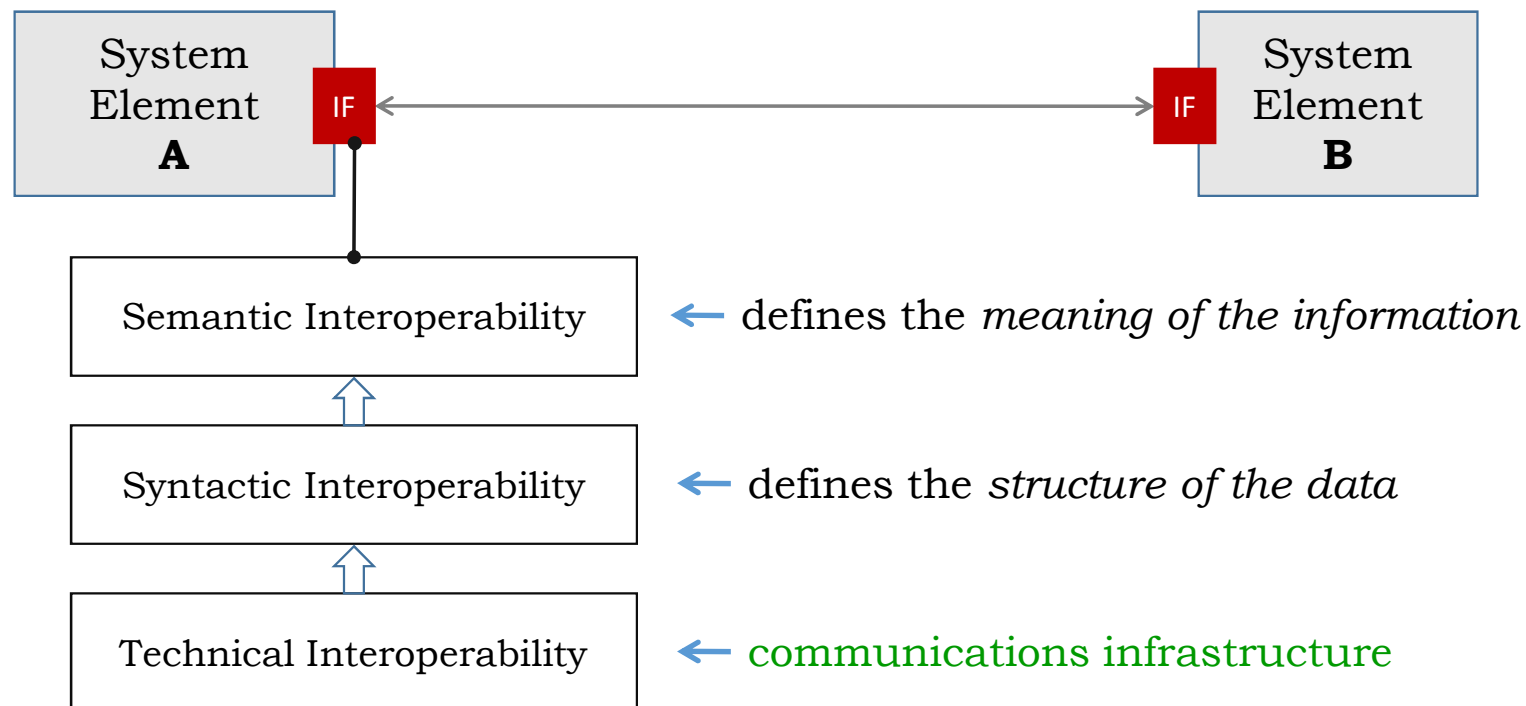 System
Element
A
IF
IF
System
Element
B
Semantic Interoperability
defines the meaning of the information
Syntactic Interoperability
defines the structure of the data
Technical Interoperability
communications infrastructure